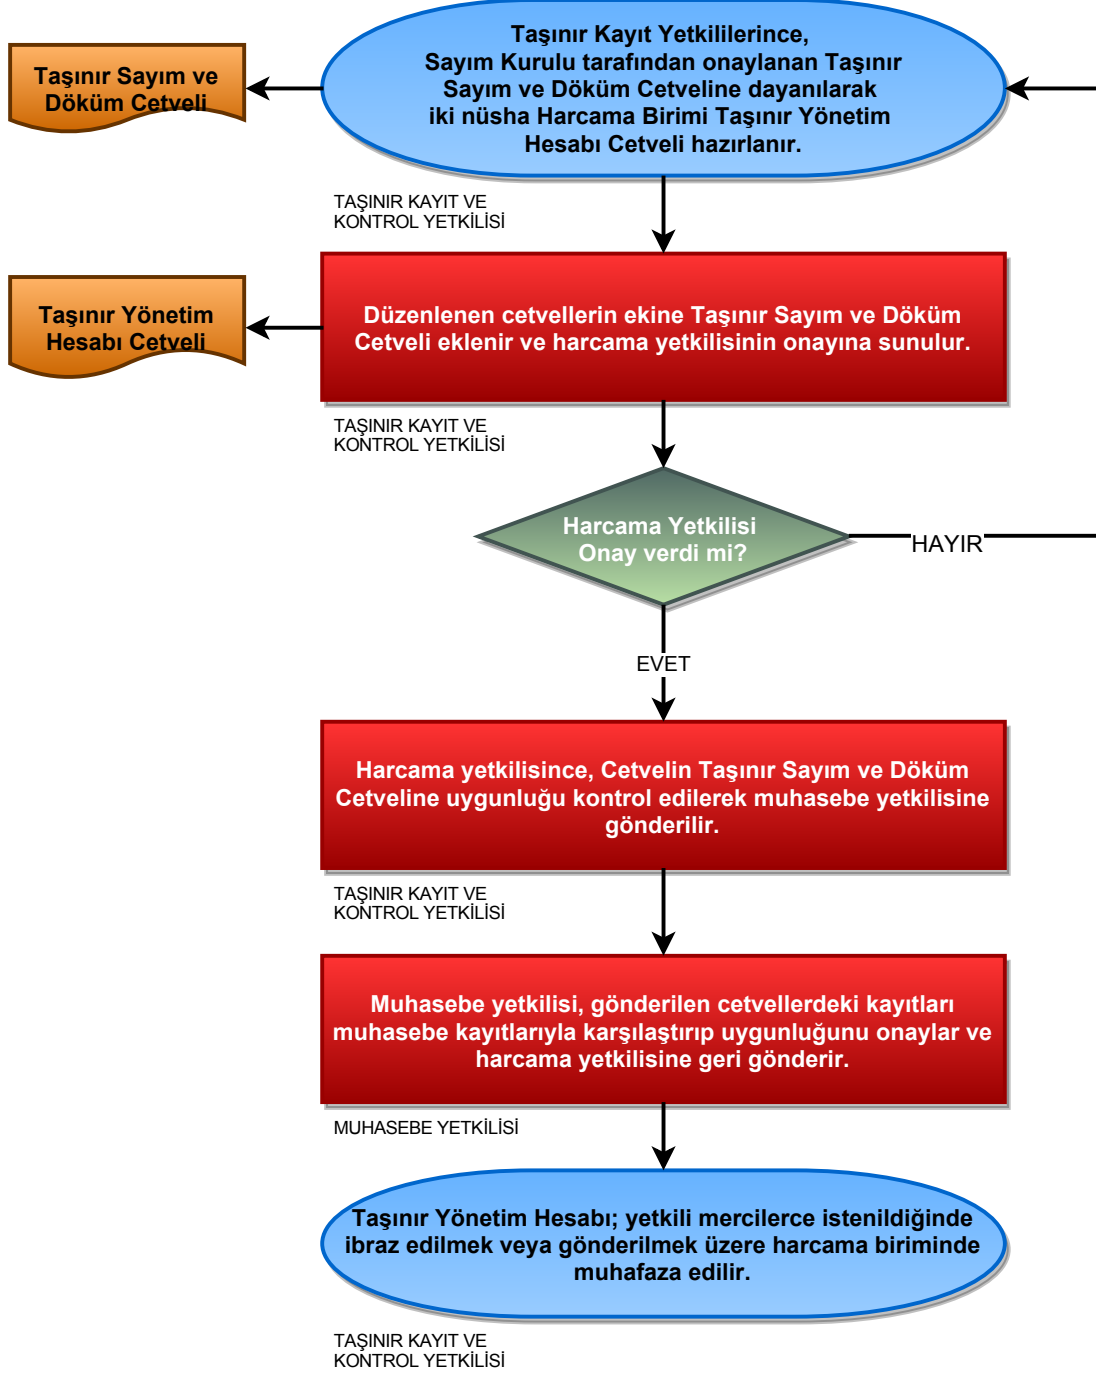 Taşınır Kayıt Yetkililerince,
Sayım Kurulu tarafından onaylanan Taşınır
Sayım ve Döküm Cetveline dayanılarak
iki nüsha Harcama Birimi Taşınır Yönetim
Hesabı Cetveli hazırlanır.
Taşınır Sayım ve
Döküm Cetveli
TAŞINIR KAYIT VE
KONTROL YETKİLİSİ
Düzenlenen cetvellerin ekine Taşınır Sayım ve Döküm
Cetveli eklenir ve harcama yetkilisinin onayına sunulur.
Taşınır Yönetim
Hesabı Cetveli
TAŞINIR KAYIT VE
KONTROL YETKİLİSİ
Harcama Yetkilisi
Onay verdi mi?
HAYIR
EVET
Harcama yetkilisince, Cetvelin Taşınır Sayım ve Döküm
Cetveline uygunluğu kontrol edilerek muhasebe yetkilisine
gönderilir.
TAŞINIR KAYIT VE
KONTROL YETKİLİSİ
Muhasebe yetkilisi, gönderilen cetvellerdeki kayıtları
muhasebe kayıtlarıyla karşılaştırıp uygunluğunu onaylar ve
harcama yetkilisine geri gönderir.
MUHASEBE YETKİLİSİ
Taşınır Yönetim Hesabı; yetkili mercilerce istenildiğinde
ibraz edilmek veya gönderilmek üzere harcama biriminde
muhafaza edilir.
TAŞINIR KAYIT VE
KONTROL YETKİLİSİ